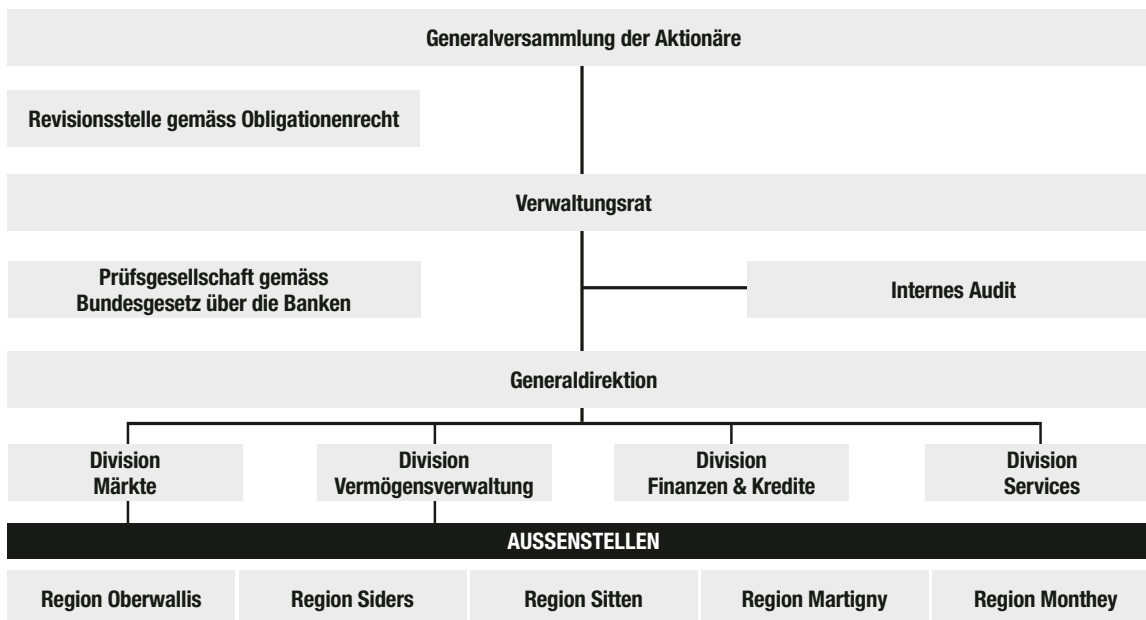 Generalversammlung der Aktionäre
Revisionsstelle gemäss Obligationenrecht
Verwaltungsrat
Prüfsgesellschaft gemäss
Bundesgesetz über die Banken
Internes Audit
Generaldirektion
Division
Märkte
Division
Vermögensverwaltung
Division
Finanzen & Kredite
Division
Services
AUSSENSTELLEN
Region Oberwallis
Region Siders
Region Sitten
Region Martigny
Region Monthey